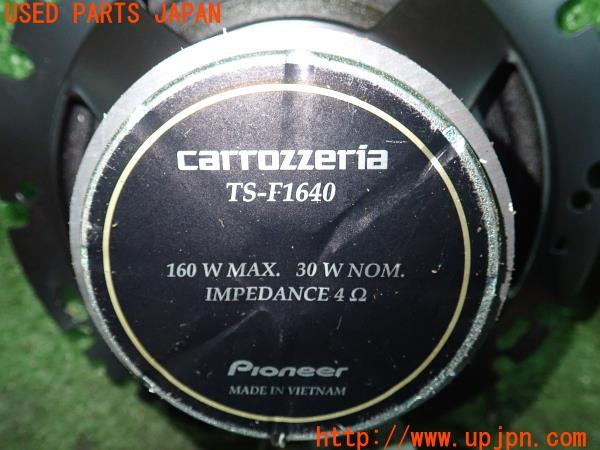 USED PARTS JAPAN
carrozzeria
TS-F1640
160 W MAX. 30 W NOM.
IMPEDANCE 4 Ω
Pioneer
MADE IN VIETNAM
http://www.upjpn.com/